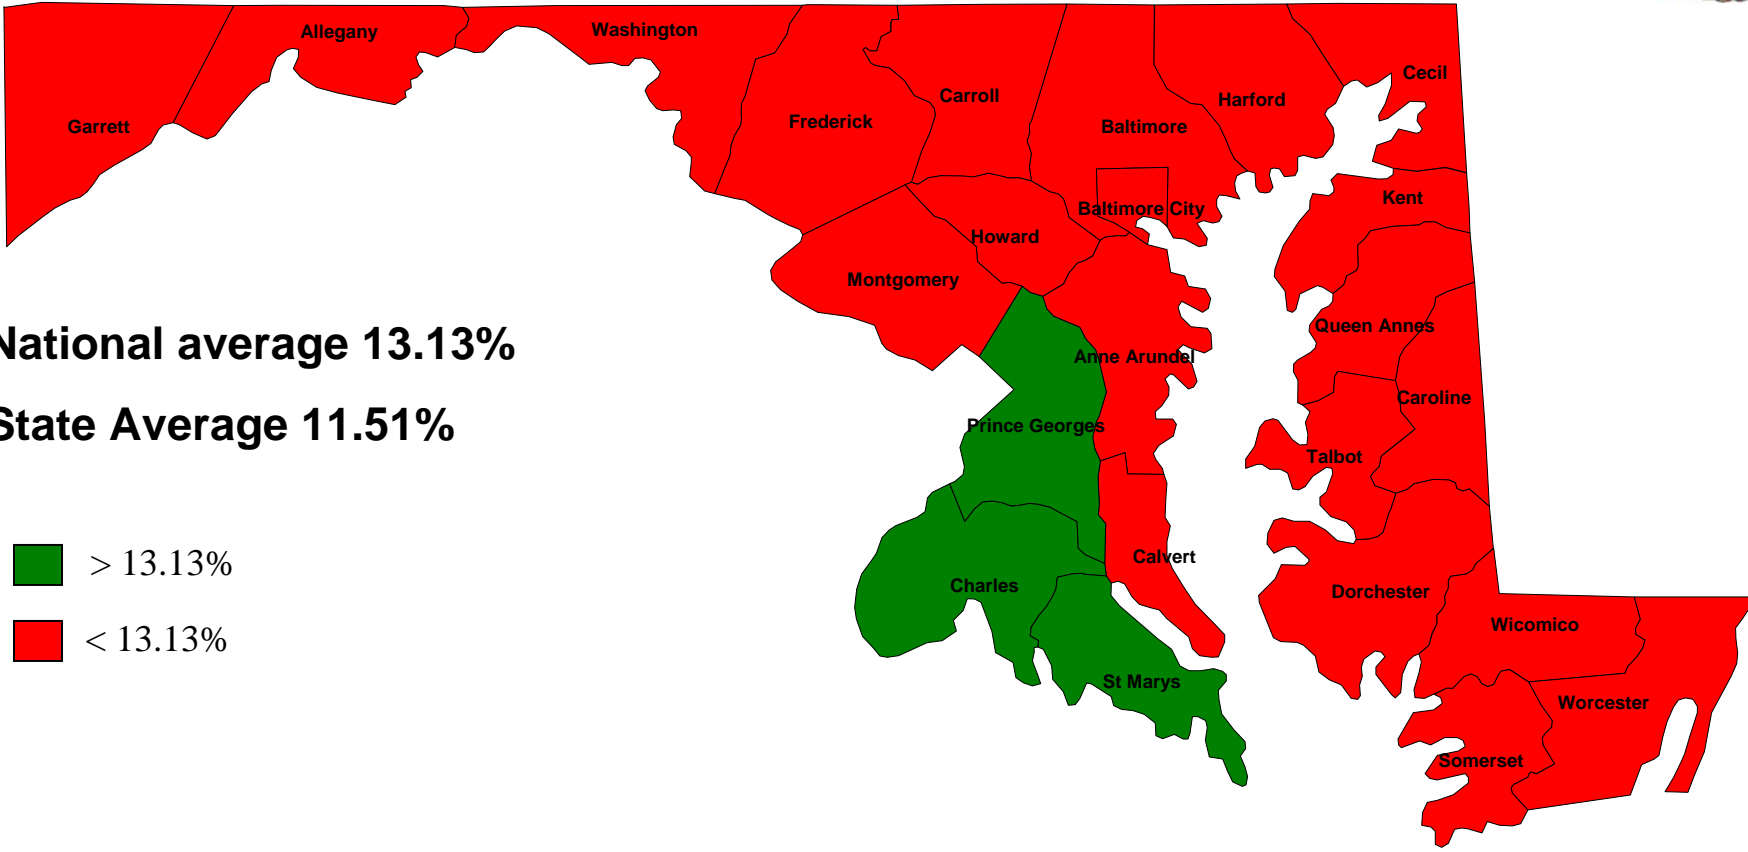 Allegany
Washington
Cecil
Garrett
Frederick
Carroll
Baltimore
Harford
Kent
Baltimore City
Howard
Montgomery
National average 13.13%
Queen Annes
Anne Arundel
State Average 11.51%
Caroline
Prince Georges
Talbot
> 13.13%
Calvert
Charles
Dorchester
< 13.13%
Wicomico
St Marys
Worcester
Somerset